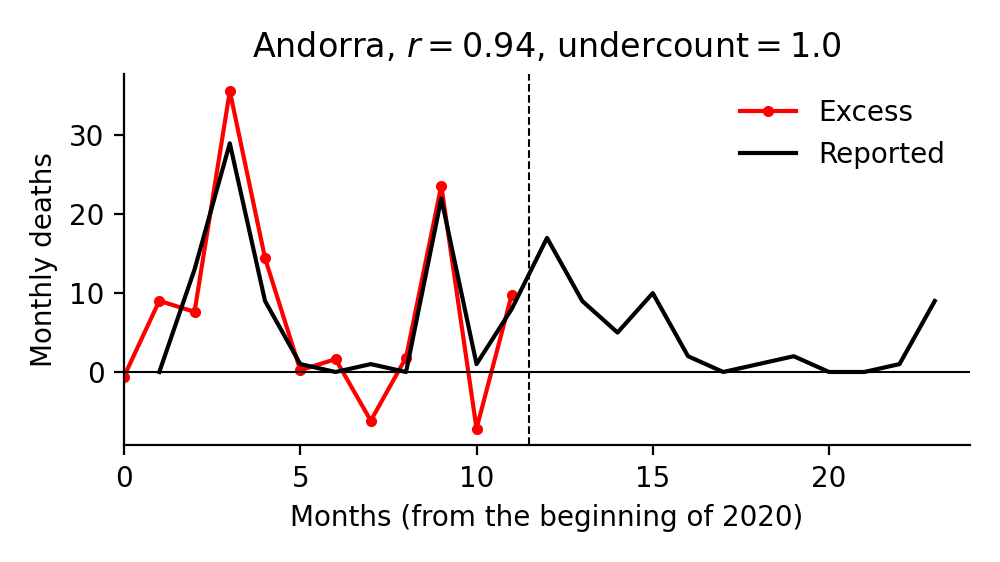 Andorra, r = 0.94, undercount = 1.0
Excess
Reported
Monthly deaths
30
20
10
0
0 5 10 15 20
Months (from the beginning of 2020)